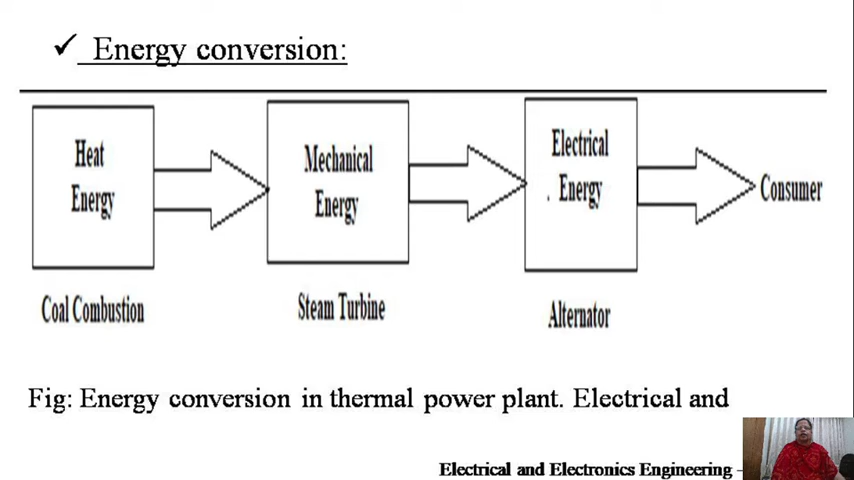 ✓ Energy conversion:
Heat
Energy
Mechanical
Energy
Electrical
. Energy
Consumer
Coal Combustion
Steam Turbine
Alternator
Fig: Energy conversion in thermal power plant. Electrical and
Electrical and Electronics Engineering –